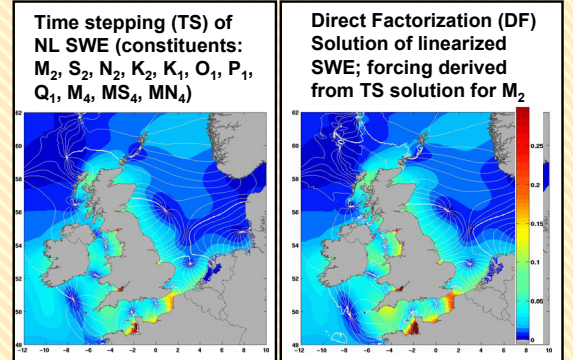 Time stepping (TS) of
NL SWE (constituents:
M₂, S₂, N₂, K₂, K₁, O₁, P₁,
Q₁, M₄, MS₄, MN₄)
62
60
58
56
54
52
50
48
-12 -10 -8 -6 -4 -2 0 2 4 6 8 10
Direct Factorization (DF)
Solution of linearized
SWE; forcing derived
from TS solution for M₂
62
60
58
56
54
52
50
48
-12 -10 -8 -6 -4 -2 0 2 4 6 8 10
0.25
0.2
0.15
0.1
0.05
0